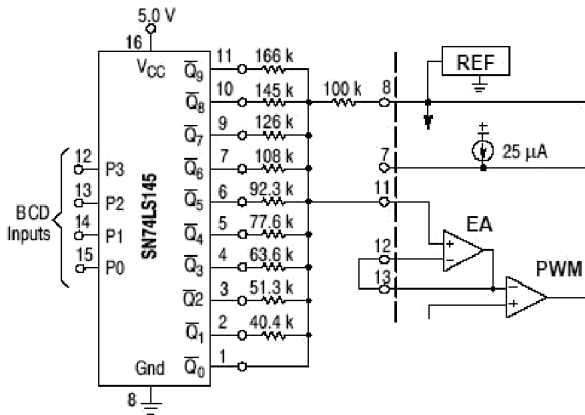 5.0 V
16
VCC
SN74LS145
BCD
Inputs
12 P3
13 P2
14 P1
15 P0
Q̅9 11 166 k
Q̅8 10 145 k
Q̅7 9 126 k
Q̅6 7 108 k
Q̅5 6 92.3 k
Q̅4 5 77.6 k
Q̅3 4 63.6 k
Q̅2 3 51.3 k
Q̅1 2 40.4 k
Q̅0 1
Gnd
8
100 k
8
REF
7
25 μA
11
+
−
EA
12
13
−
+
PWM